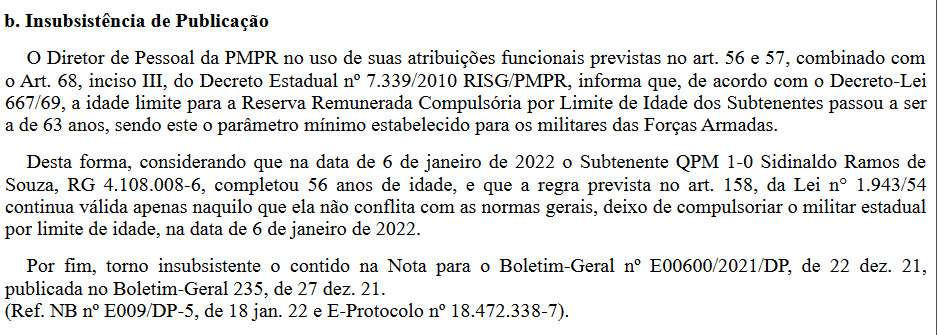 b. Insubsistência de Publicação
O Diretor de Pessoal da PMPR no uso de suas atribuições funcionais previstas no art. 56 e 57, combinado com
o Art. 68, inciso III, do Decreto Estadual nº 7.339/2010 RISG/PMPR, informa que, de acordo com o Decreto-Lei
667/69, a idade limite para a Reserva Remunerada Compulsória por Limite de Idade dos Subtenentes passou a ser
a de 63 anos, sendo este o parâmetro mínimo estabelecido para os militares das Forças Armadas.
Desta forma, considerando que na data de 6 de janeiro de 2022 o Subtenente QPM 1-0 Sidinaldo Ramos de
Souza, RG 4.108.008-6, completou 56 anos de idade, e que a regra prevista no art. 158, da Lei n° 1.943/54
continua válida apenas naquilo que ela não conflita com as normas gerais, deixo de compulsoriar o militar estadual
por limite de idade, na data de 6 de janeiro de 2022.
Por fim, torno insubsistente o contido na Nota para o Boletim-Geral nº E00600/2021/DP, de 22 dez. 21,
publicada no Boletim-Geral 235, de 27 dez. 21.
(Ref. NB nº E009/DP-5, de 18 jan. 22 e E-Protocolo nº 18.472.338-7).